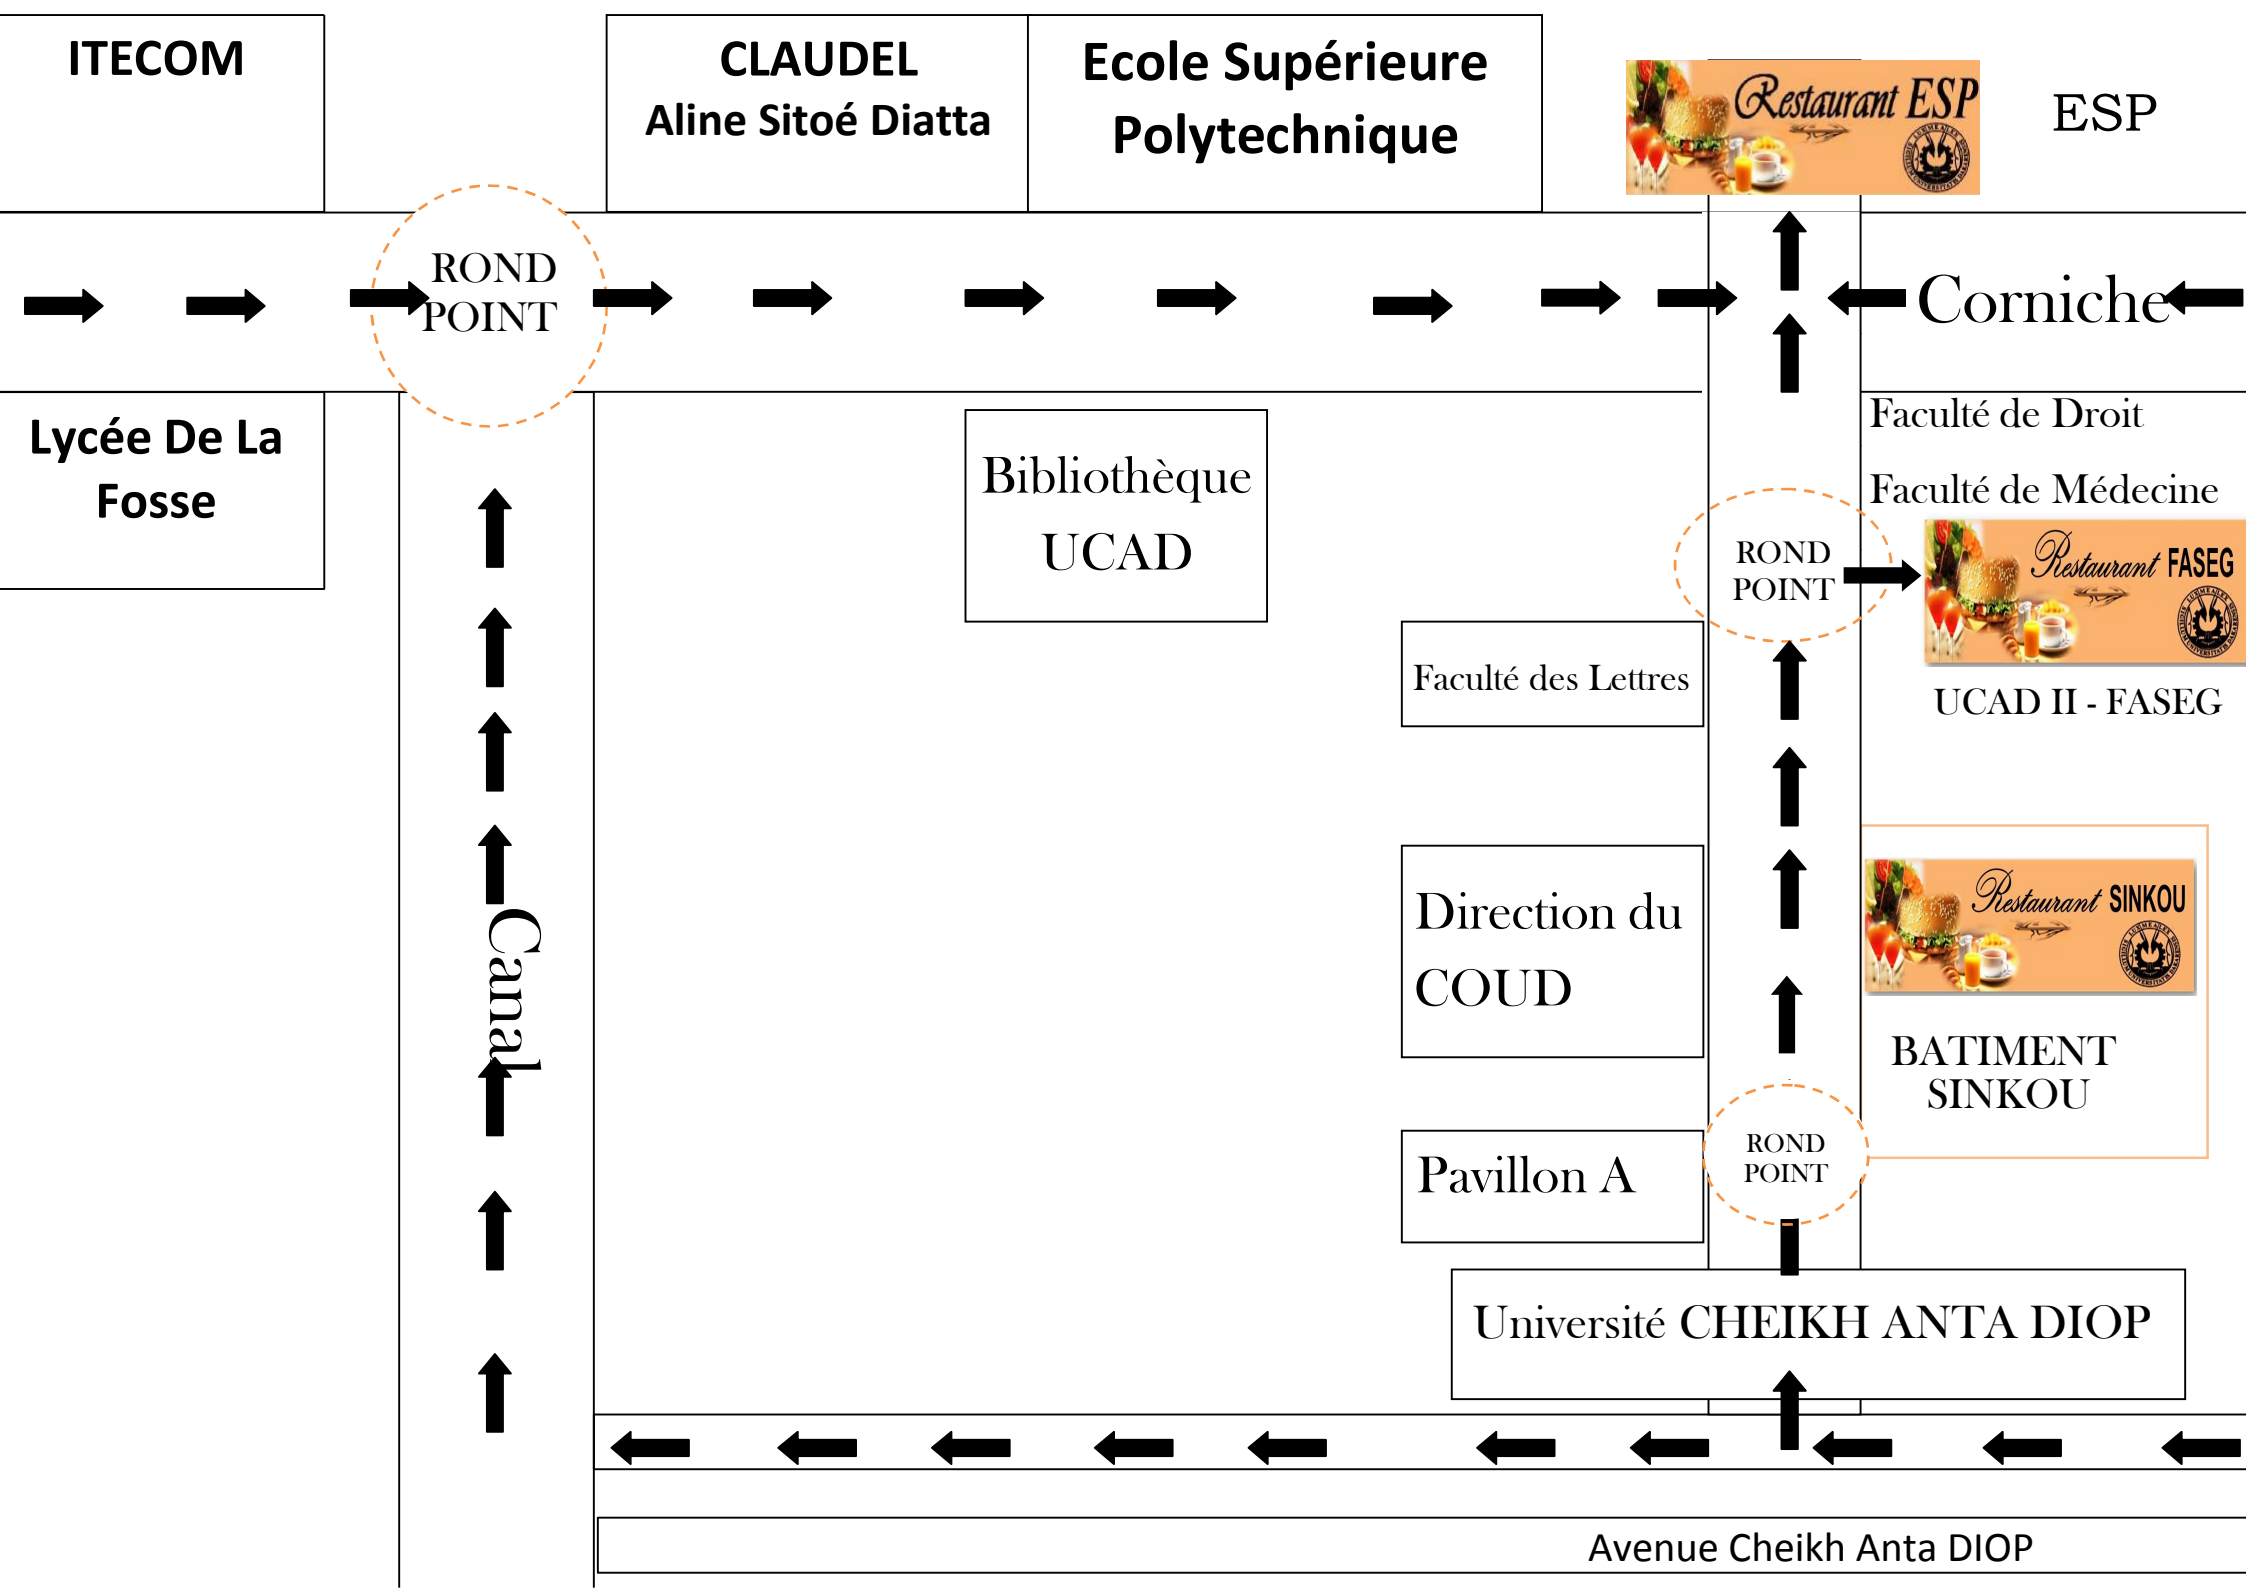 ITECOM
CLAUDEL
Aline Sitoé Diatta
Ecole Supérieure
Polytechnique
Restaurant ESP
ESP
ROND
POINT
Corniche
Lycée De La
Fosse
Bibliothèque
UCAD
Faculté de Droit
Faculté de Médecine
ROND
POINT
Restaurant FASEG
Faculté des Lettres
UCAD II - FASEG
Canal
Direction du
COUD
Restaurant SINKOU
BATIMENT
SINKOU
Pavillon A
ROND
POINT
Université CHEIKH ANTA DIOP
Avenue Cheikh Anta DIOP